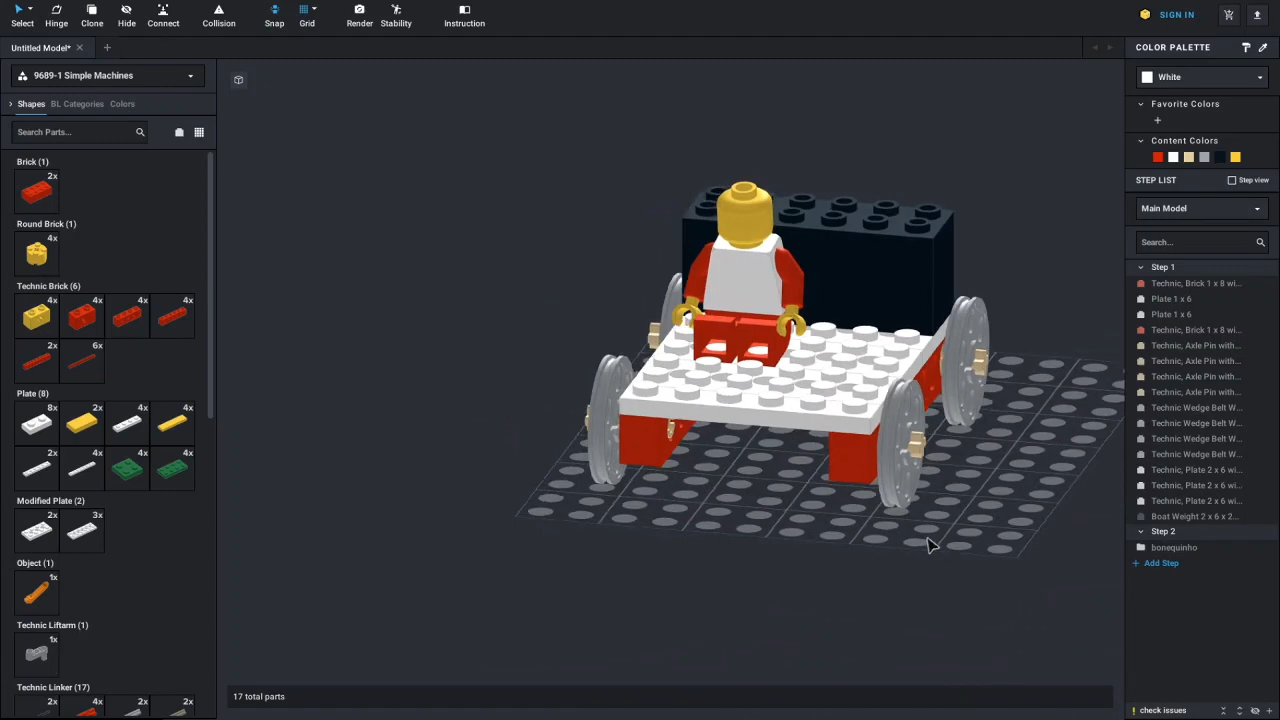 Select
Hinge
Clone
Hide
Connect
Collision
Snap
Grid
Render
Stability
Instruction
SIGN IN
Untitled Model*
9689-1 Simple Machines
Shapes
BL Categories
Colors
Search Parts...
Brick (1)
2x
Round Brick (1)
4x
Technic Brick (6)
4x 4x 4x 4x
2x 6x
Plate (8)
8x 2x 4x 4x
2x 4x 4x 4x
Modified Plate (2)
2x 3x
Object (1)
1x
Technic Liftarm (1)
1x
Technic Linker (17)
2x 4x 2x 2x
17 total parts
COLOR PALETTE
White
Favorite Colors
Content Colors
STEP LIST
Step view
Main Model
Search...
Step 1
Technic, Brick 1 x 8 wi...
Plate 1 x 6
Plate 1 x 6
Technic, Brick 1 x 8 wi...
Technic, Axle Pin with...
Technic, Axle Pin with...
Technic, Axle Pin with...
Technic, Axle Pin with...
Technic Wedge Belt W...
Technic Wedge Belt W...
Technic Wedge Belt W...
Technic Wedge Belt W...
Technic, Plate 2 x 6 wi...
Technic, Plate 2 x 6 wi...
Technic, Plate 2 x 6 wi...
Boat Weight 2 x 6 x 2...
Step 2
bonequinho
Add Step
check issues